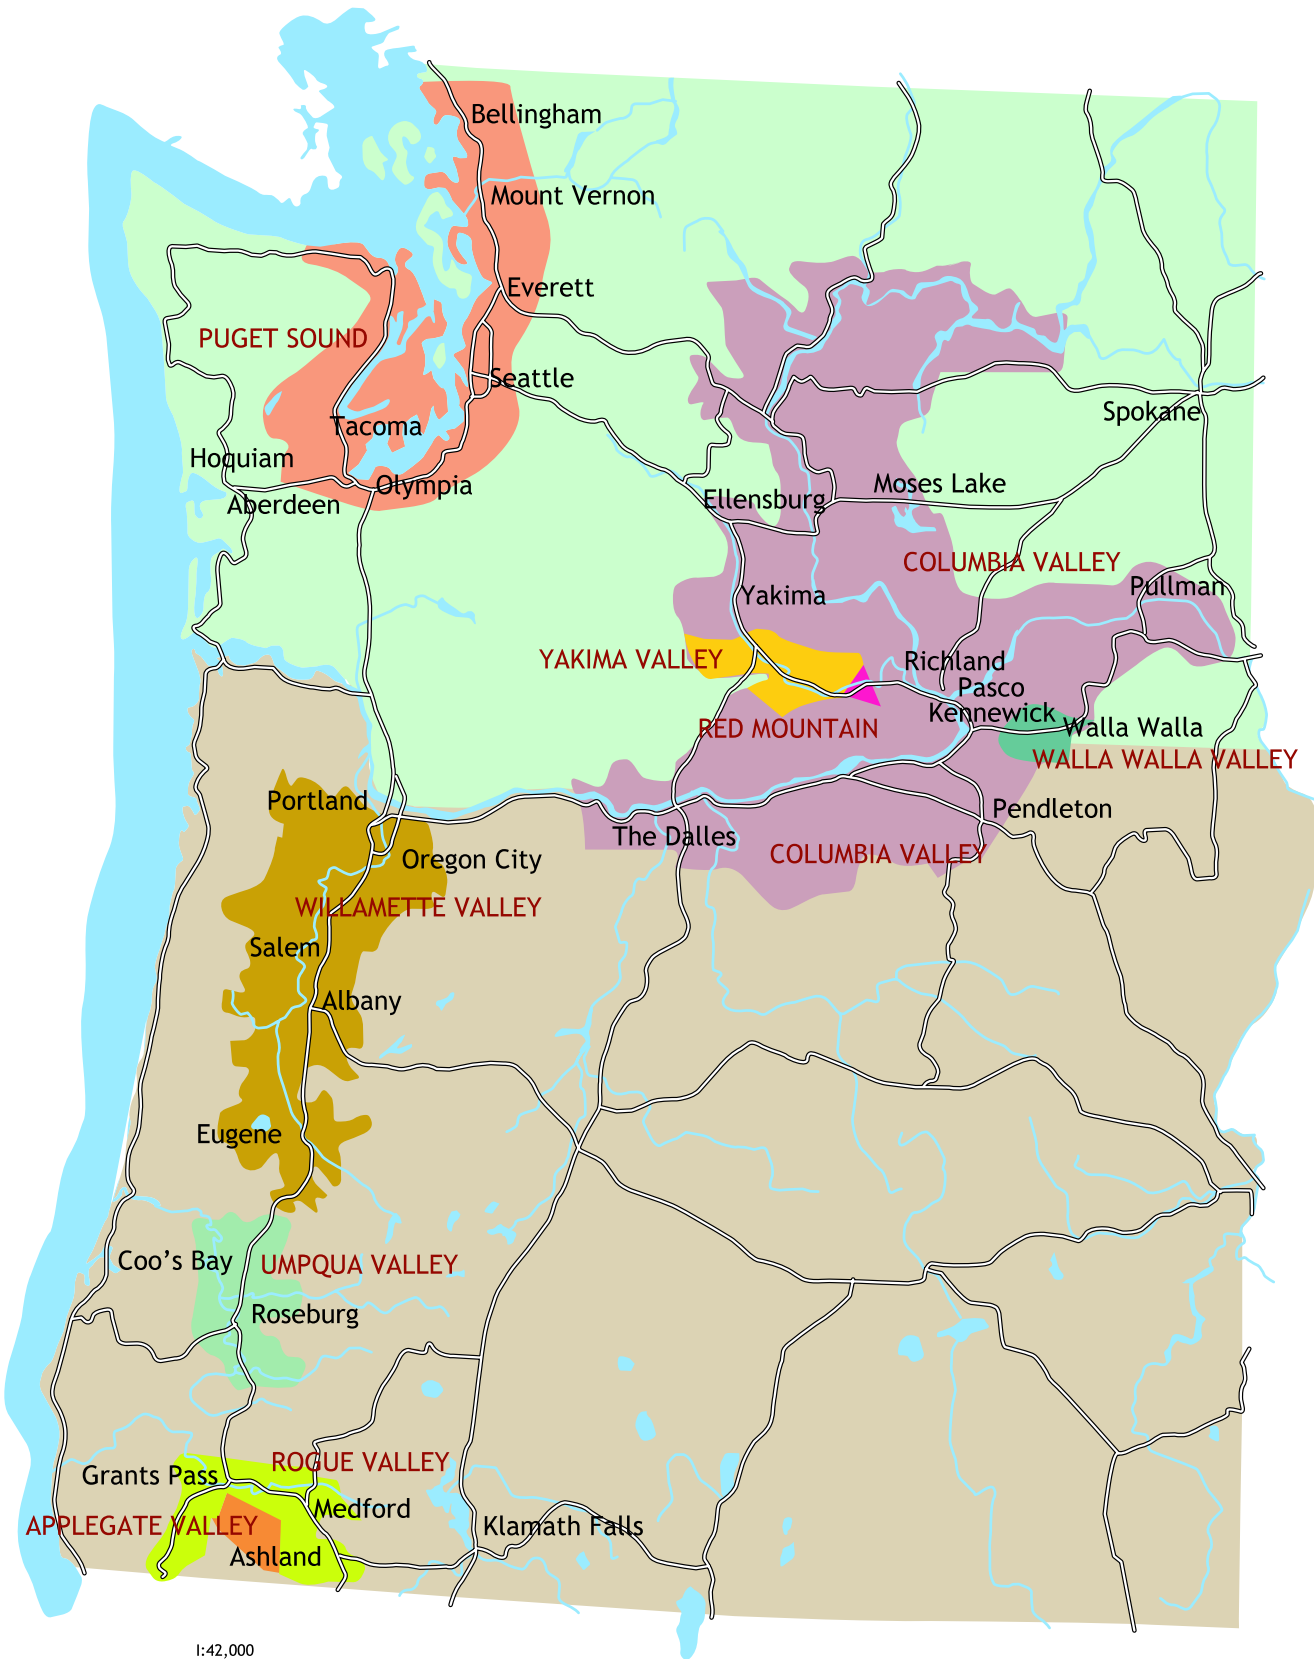 Bellingham
Mount Vernon
Everett
PUGET SOUND
Seattle
Spokane
Tacoma
Hoquiam
Olympia
Moses Lake
Ellensburg
Aberdeen
COLUMBIA VALLEY
Pullman
Yakima
YAKIMA VALLEY
Richland
Pasco
Kennewick
RED MOUNTAIN
Walla Walla
WALLA WALLA VALLEY
Portland
Pendleton
The Dalles
COLUMBIA VALLEY
Oregon City
WILLAMETTE VALLEY
Salem
Albany
Eugene
Coo's Bay
UMPQUA VALLEY
Roseburg
ROGUE VALLEY
Grants Pass
Medford
APPLEGATE VALLEY
Klamath Falls
Ashland
1:42,000